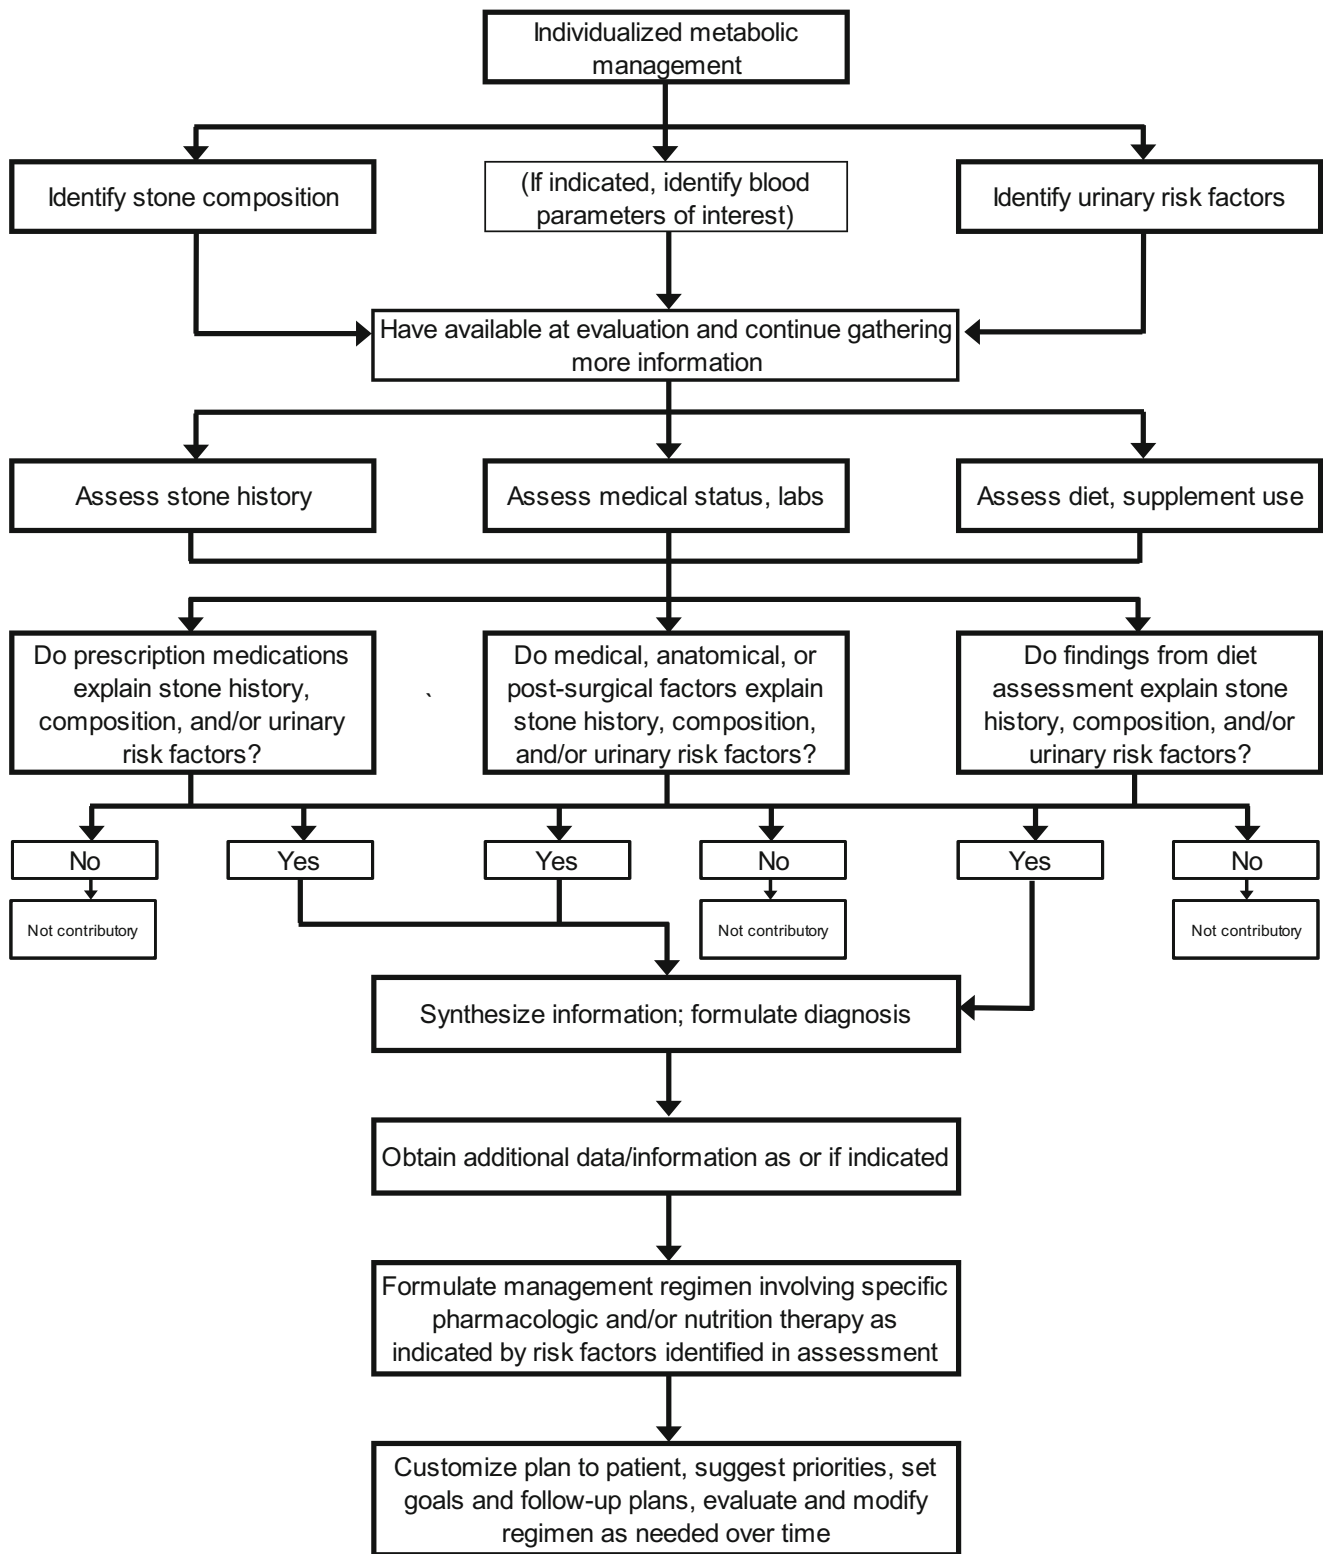 Individualized metabolic
management
Identify stone composition
(If indicated, identify blood
parameters of interest)
Identify urinary risk factors
Have available at evaluation and continue gathering
more information
Assess stone history
Assess medical status, labs
Assess diet, supplement use
Do prescription medications
explain stone history,
composition, and/or urinary
risk factors?
`
Do medical, anatomical, or
post-surgical factors explain
stone history, composition,
and/or urinary risk factors?
Do findings from diet
assessment explain stone
history, composition, and/or
urinary risk factors?
No
Yes
Yes
No
Yes
No
Not contributory
Not contributory
Not contributory
Synthesize information; formulate diagnosis
Obtain additional data/information as or if indicated
Formulate management regimen involving specific
pharmacologic and/or nutrition therapy as
indicated by risk factors identified in assessment
Customize plan to patient, suggest priorities, set
goals and follow-up plans, evaluate and modify
regimen as needed over time